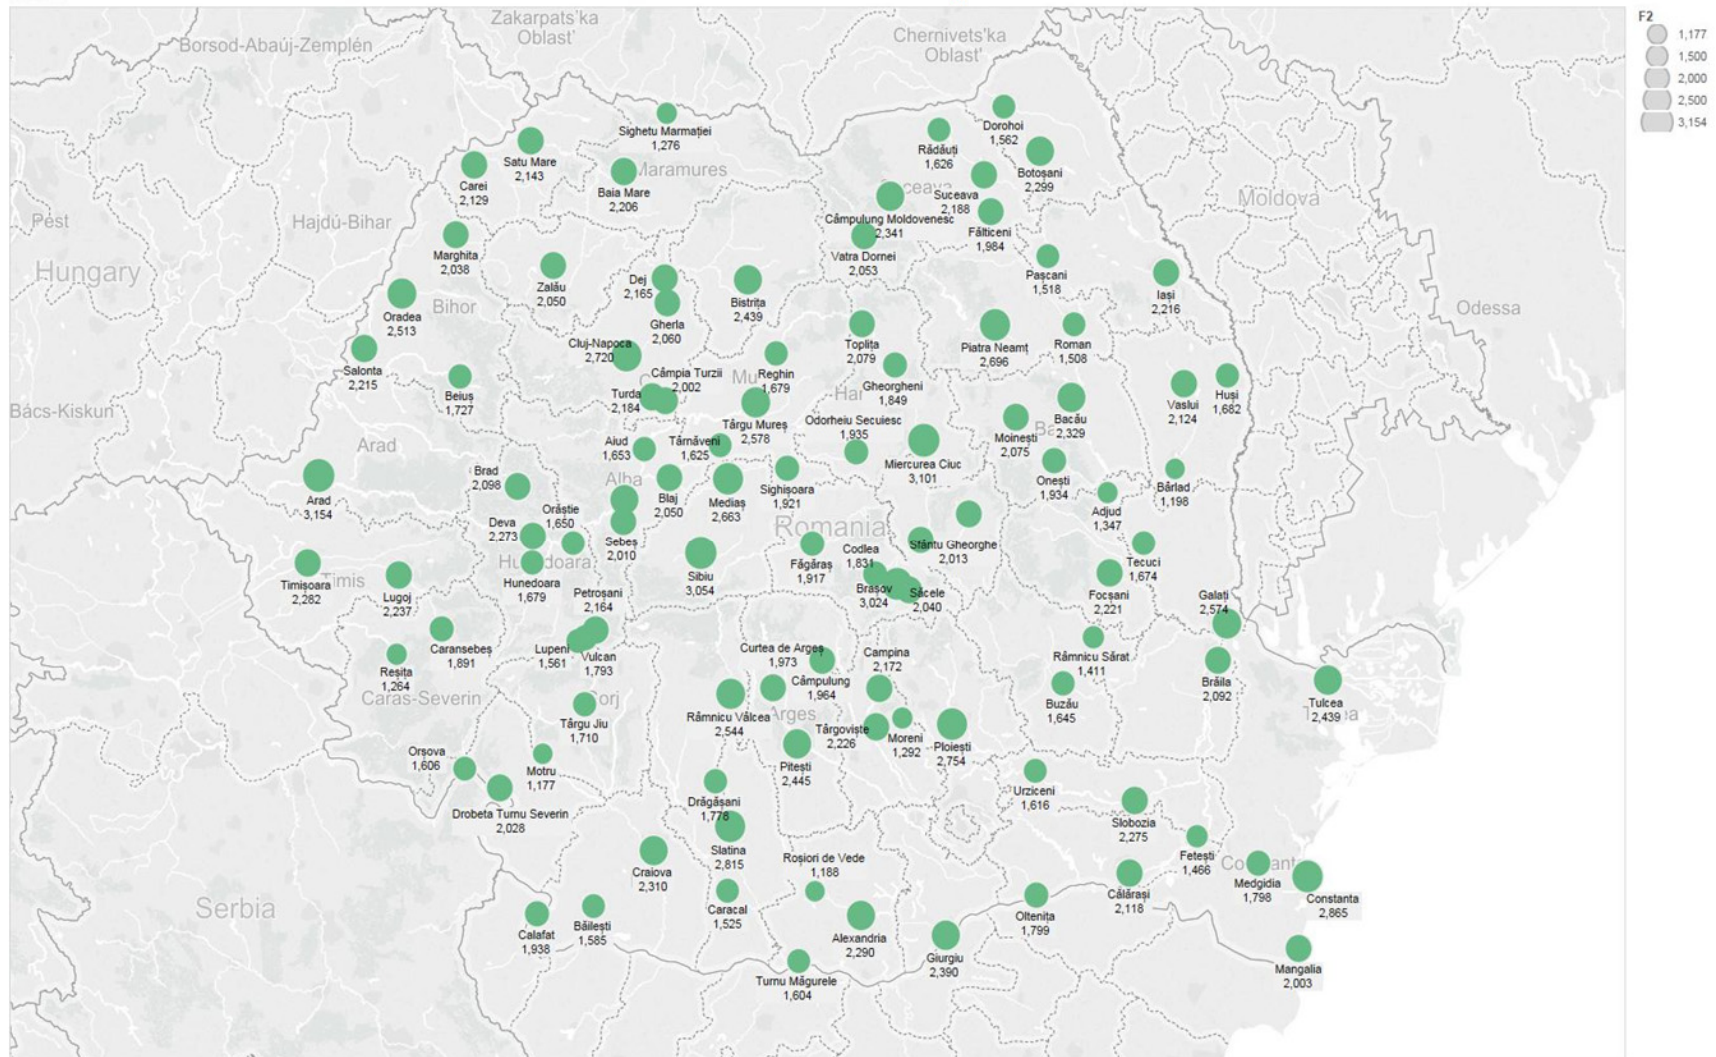 F2
1,177
1,500
2,000
2,500
3,154
Zakarpats'ka
Oblast'
Borsod-Abaúj-Zemplén
Chernivets'ka
Oblast'
Sighetu Marmației
1,276
Dorohoi
1,562
Rădăuți
1,626
Satu Mare
2,143
Botoșani
2,299
Maramures
Carei
2,129
Baia Mare
2,206
Suceava
2,188
Moldova
Câmpulung Moldovenesc
2,341
Pest
Hajdú-Bihar
Fălticeni
1,984
Marghita
2,038
Vatra Dornei
2,053
Hungary
Pașcani
1,518
Zalău
2,050
Dej
2,165
Iași
2,216
Bihor
Bistrița
2,439
Odessa
Oradea
2,513
Gherla
2,060
Cluj-Napoca
2,720
Toplița
2,079
Piatra Neamț
2,696
Roman
1,508
Salonta
2,215
Câmpia Turzii
2,002
Reghin
1,679
Gheorgheni
1,849
Beiuș
1,727
Turda
2,184
Har
Vaslui
2,124
Huși
1,682
Bács-Kiskun
Bacău
2,329
Târgu Mureș
2,578
Odorheiu Secuiesc
1,935
Moinești
2,075
Arad
Aiud
1,653
Târnăveni
1,625
Miercurea Ciuc
3,101
Brad
2,098
Alba
Onești
1,934
Bârlad
1,198
Arad
3,154
Blaj
2,050
Mediaș
2,663
Sighișoara
1,921
Adjud
1,347
Orăștie
1,650
Romania
Deva
2,273
Sebeș
2,010
Sfântu Gheorghe
2,013
Codlea
1,831
Tecuci
1,674
Făgăraș
1,917
Timișoara
2,282
Timis
Sibiu
3,054
Hunedoara
1,679
Lugoj
2,237
Petroșani
2,164
Brașov
3,024
Săcele
2,040
Focșani
2,221
Galați
2,574
Caransebeș
1,891
Lupeni
1,561
Vulcan
1,793
Curtea de Argeș
1,973
Campina
2,172
Râmnicu Sărat
1,411
Reșița
1,264
Câmpulung
1,964
Brăila
2,092
Caras-Severin
Buzău
1,645
Tulcea
2,439
Târgu Jiu
1,710
Râmnicu Vâlcea
2,544
Arges
Târgoviște
2,226
Moreni
1,292
Ploiești
2,754
Orșova
1,606
Motru
1,177
Pitești
2,445
Urziceni
1,616
Drăgășani
1,778
Drobeta Turnu Severin
2,028
Slobozia
2,275
Slatina
2,815
Roșiori de Vede
1,188
Fetești
1,466
Craiova
2,310
Medgidia
1,798
Călărași
2,118
Constanta
2,865
Serbia
Caracal
1,525
Oltenița
1,799
Calafat
1,938
Băilești
1,585
Alexandria
2,290
Giurgiu
2,390
Mangalia
2,003
Turnu Măgurele
1,604